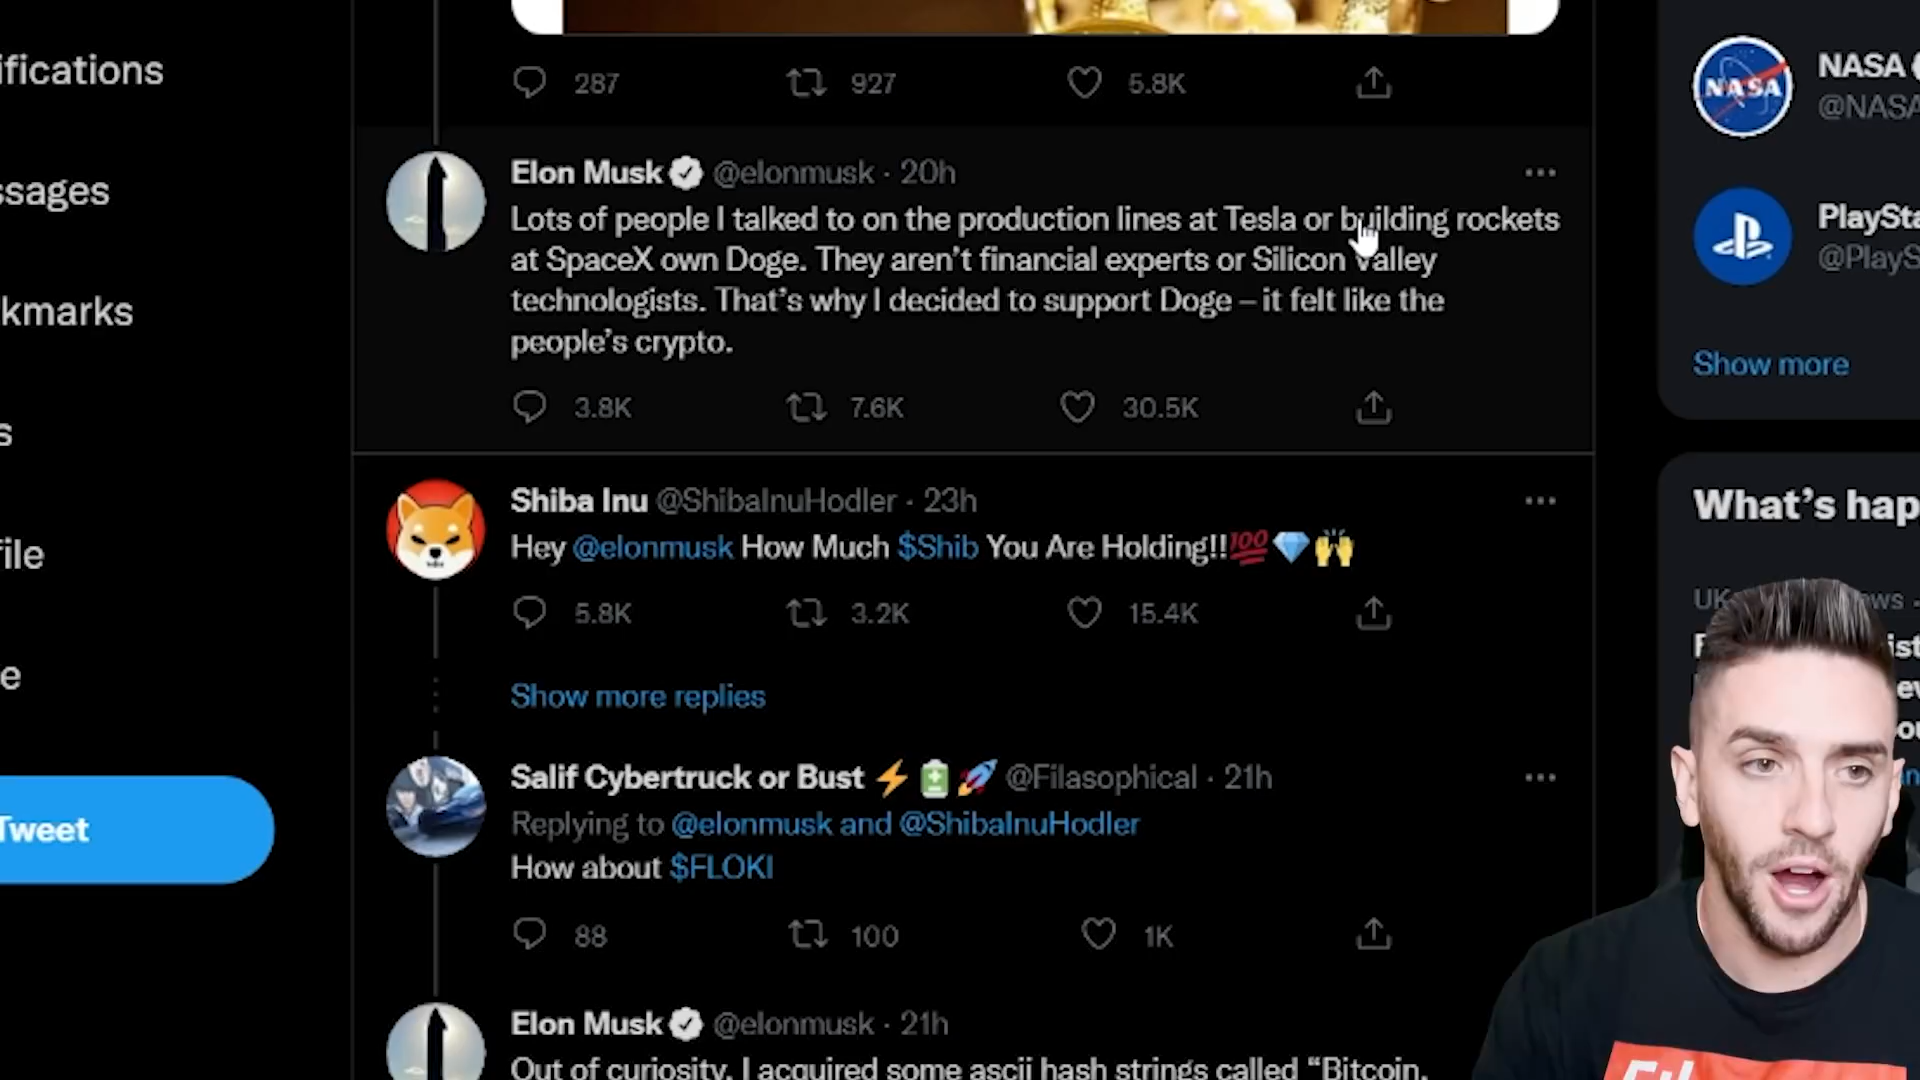 ifications
ssages
kmarks
s
file
e
Tweet
287 927 5.8K
Elon Musk @elonmusk · 20h
Lots of people I talked to on the production lines at Tesla or building rockets
at SpaceX own Doge. They aren’t financial experts or Silicon Valley
technologists. That’s why I decided to support Doge – it felt like the
people’s crypto.
3.8K 7.6K 30.5K
Shiba Inu @ShibaInuHodler · 23h
Hey @elonmusk How Much $Shib You Are Holding!!💯💎🙌
5.8K 3.2K 15.4K
Show more replies
Salif Cybertruck or Bust ⚡🔋🚀 @Filasophical · 21h
Replying to @elonmusk and @ShibaInuHodler
How about $FLOKI
88 100 1K
Elon Musk @elonmusk · 21h
Out of curiosity, I acquired some ascii hash strings called “Bitcoin,
NASA
NASA
@NASA
PlaySta
@PlayS
Show more
What’s hap
UK